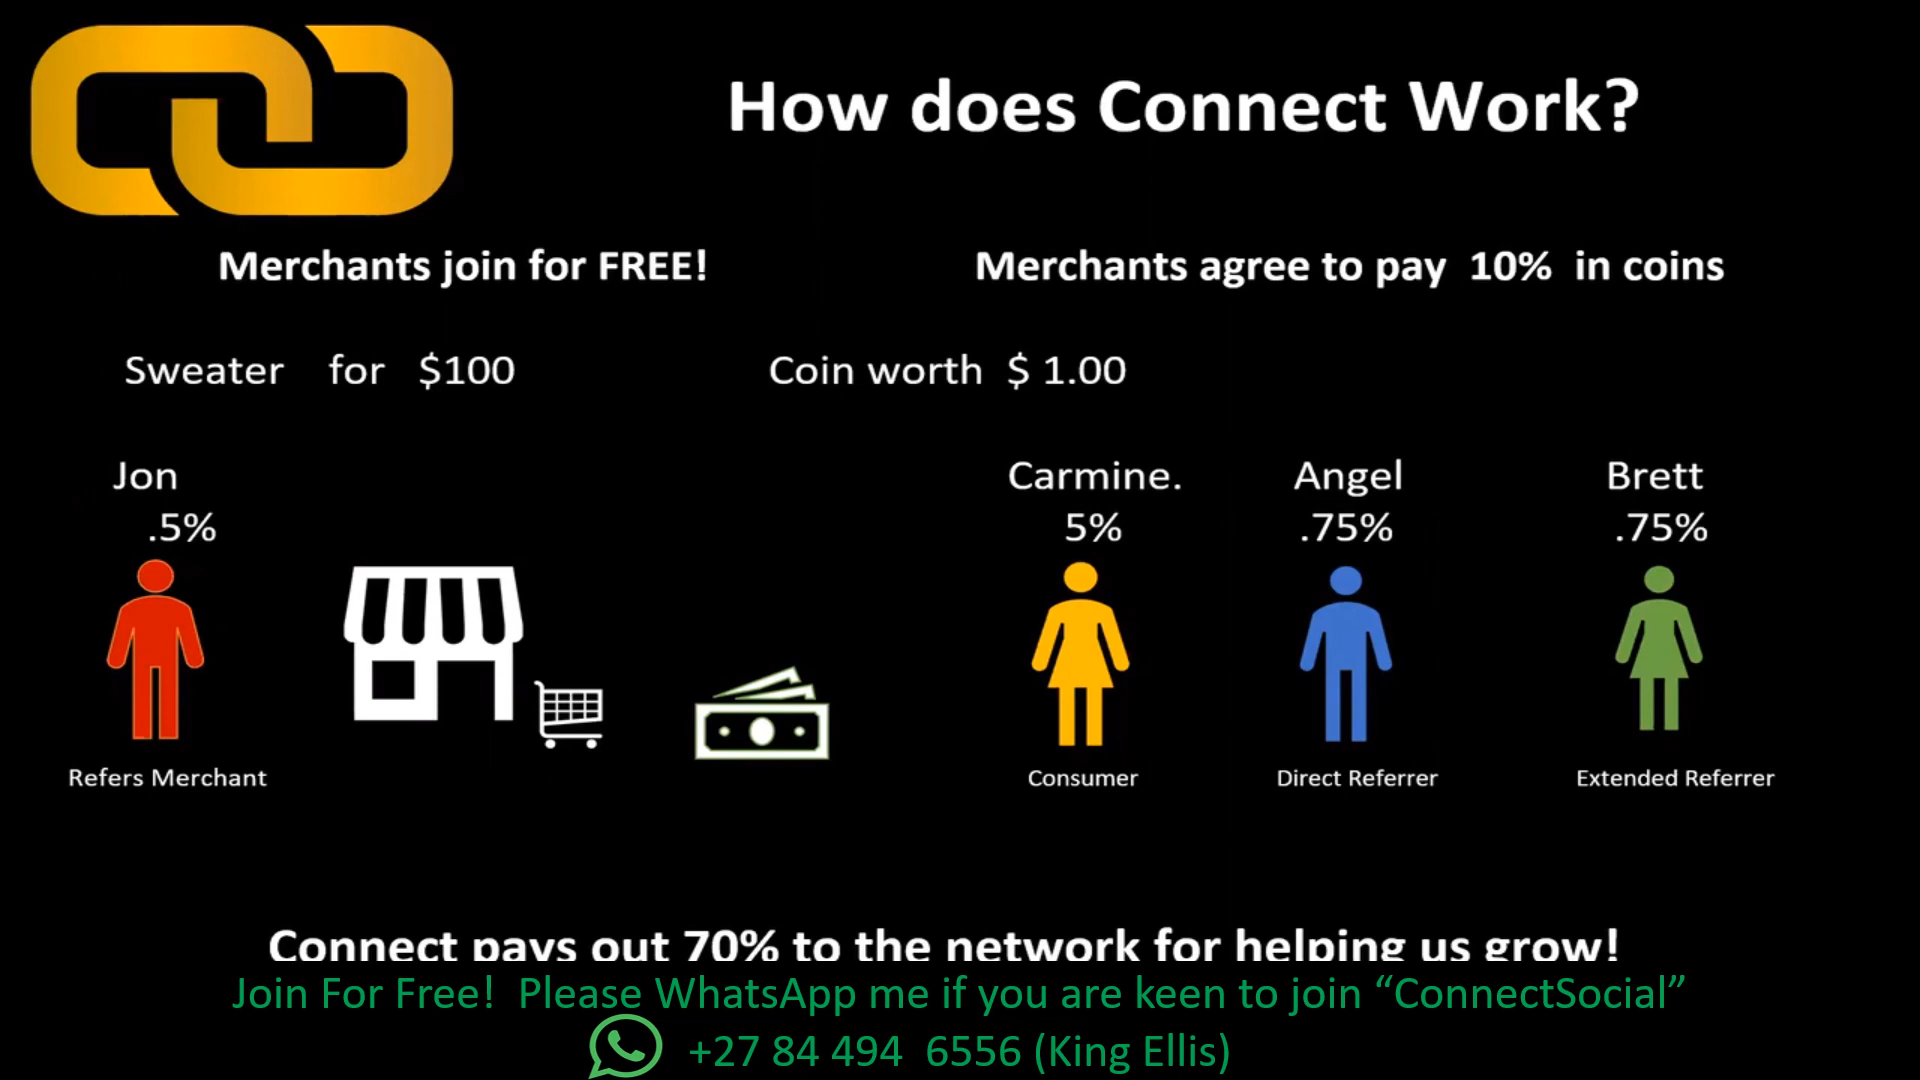 How does Connect Work?
Merchants join for FREE! Merchants agree to pay 10% in coins
Sweater for $100 Coin worth $ 1.00
Jon Carmine. Angel Brett
.5% 5% .75% .75%
Refers Merchant Consumer Direct Referrer Extended Referrer
Connect pays out 70% to the network for helping us grow!
Join For Free! Please WhatsApp me if you are keen to join “ConnectSocial”
+27 84 494 6556 (King Ellis)